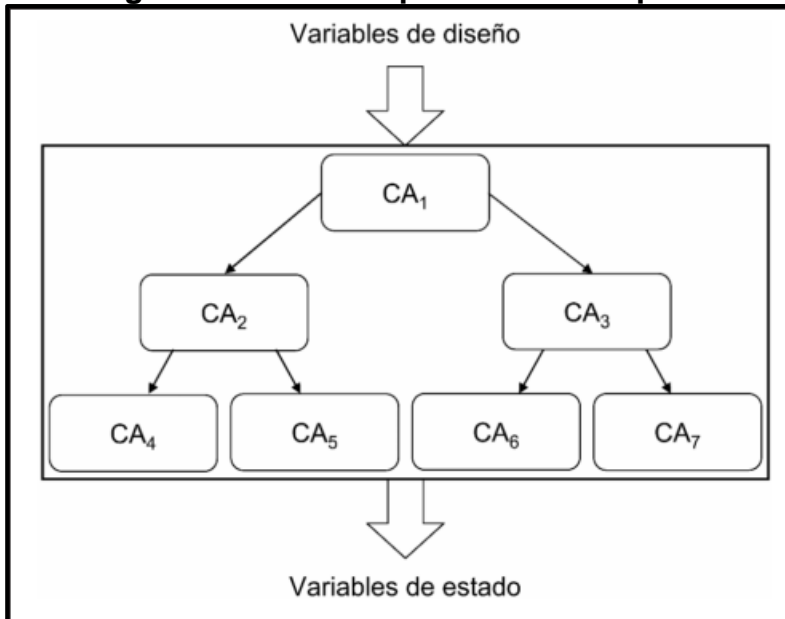 Variables de diseño
CA₁
CA₂
CA₃
CA₄
CA₅
CA₆
CA₇
Variables de estado